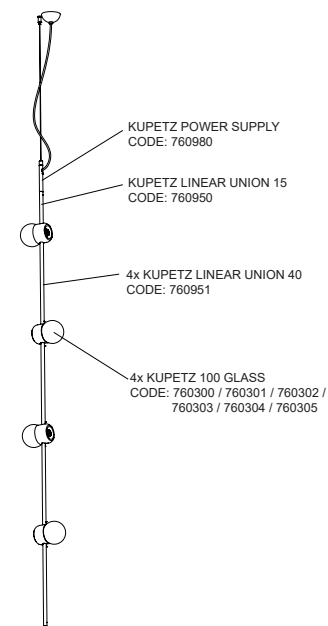 KUPETZ POWER SUPPLY
CODE: 760980
KUPETZ LINEAR UNION 15
CODE: 760950
4x KUPETZ LINEAR UNION 40
CODE: 760951
4x KUPETZ 100 GLASS
CODE: 760300 / 760301 / 760302 /
760303 / 760304 / 760305